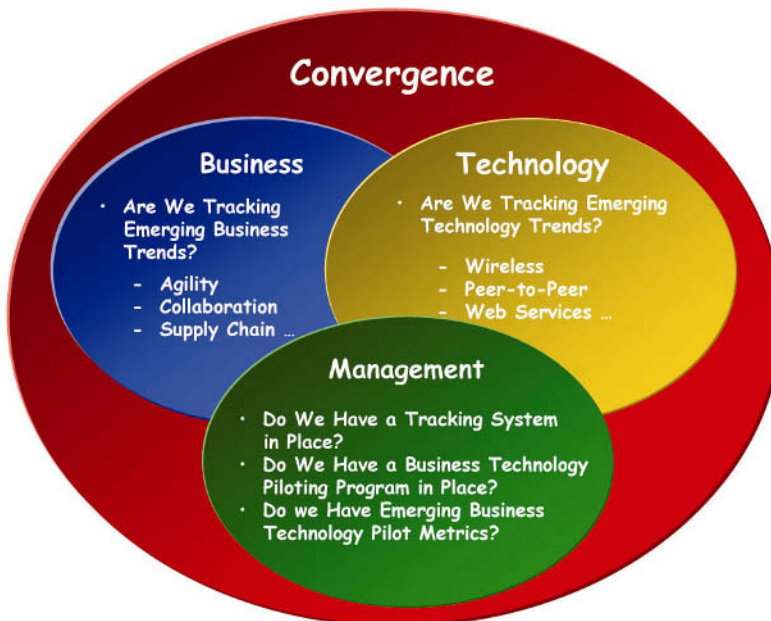 Convergence
Business
· Are We Tracking
Emerging Business
Trends?
- Agility
- Collaboration
- Supply Chain …
Technology
· Are We Tracking Emerging
Technology Trends?
- Wireless
- Peer-to-Peer
- Web Services …
Management
· Do We Have a Tracking System
in Place?
· Do We Have a Business Technology
Piloting Program in Place?
· Do we Have Emerging Business
Technology Pilot Metrics?